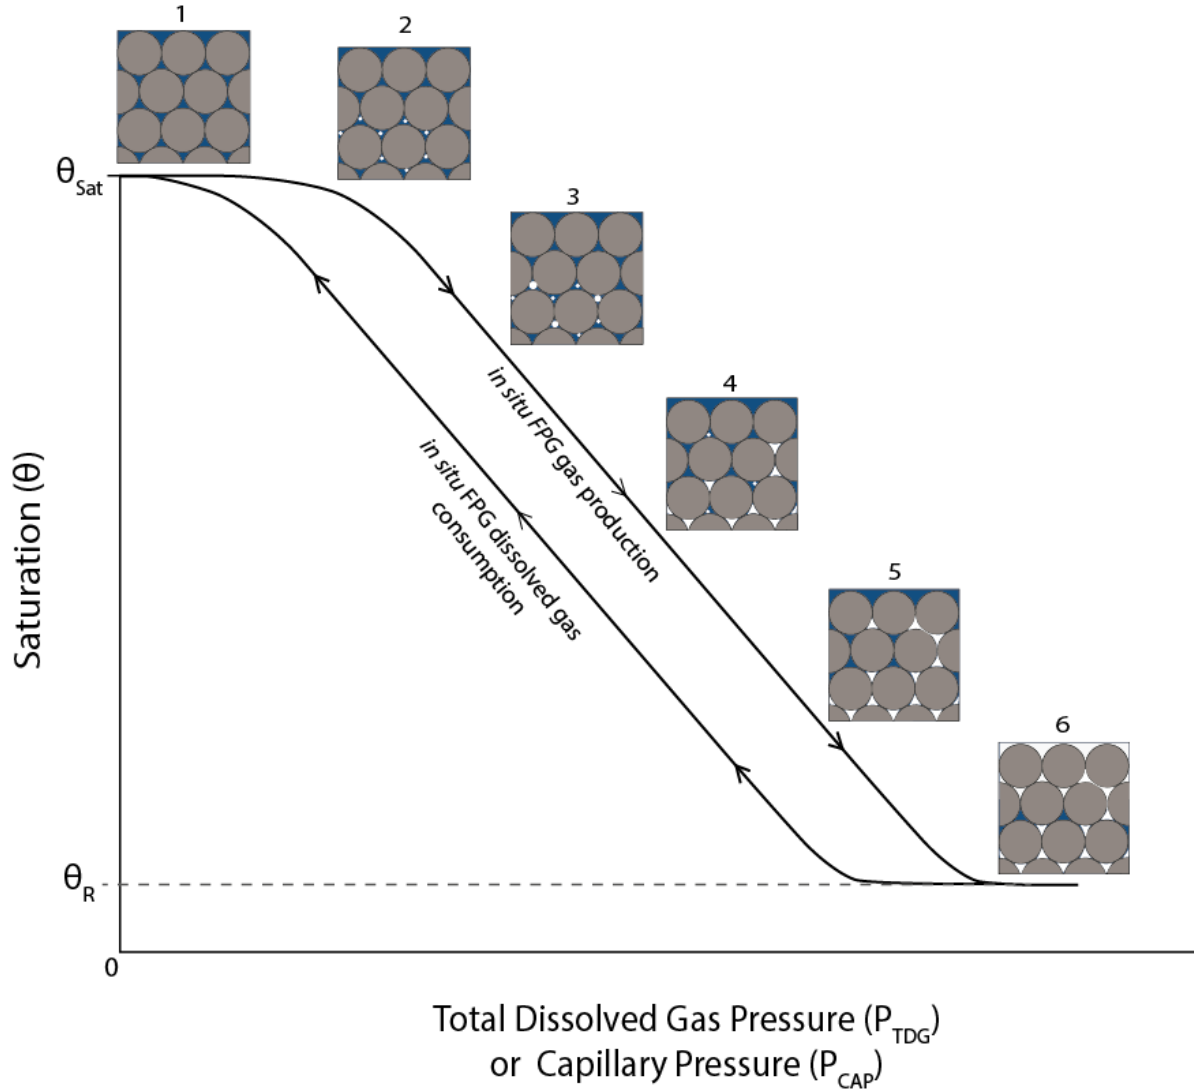 1
2
θSat
3
in situ FPG gas production
4
in situ FPG dissolved gas
consumption
Saturation (θ)
5
6
θR
0
Total Dissolved Gas Pressure (PTDG)
or Capillary Pressure (PCAP)